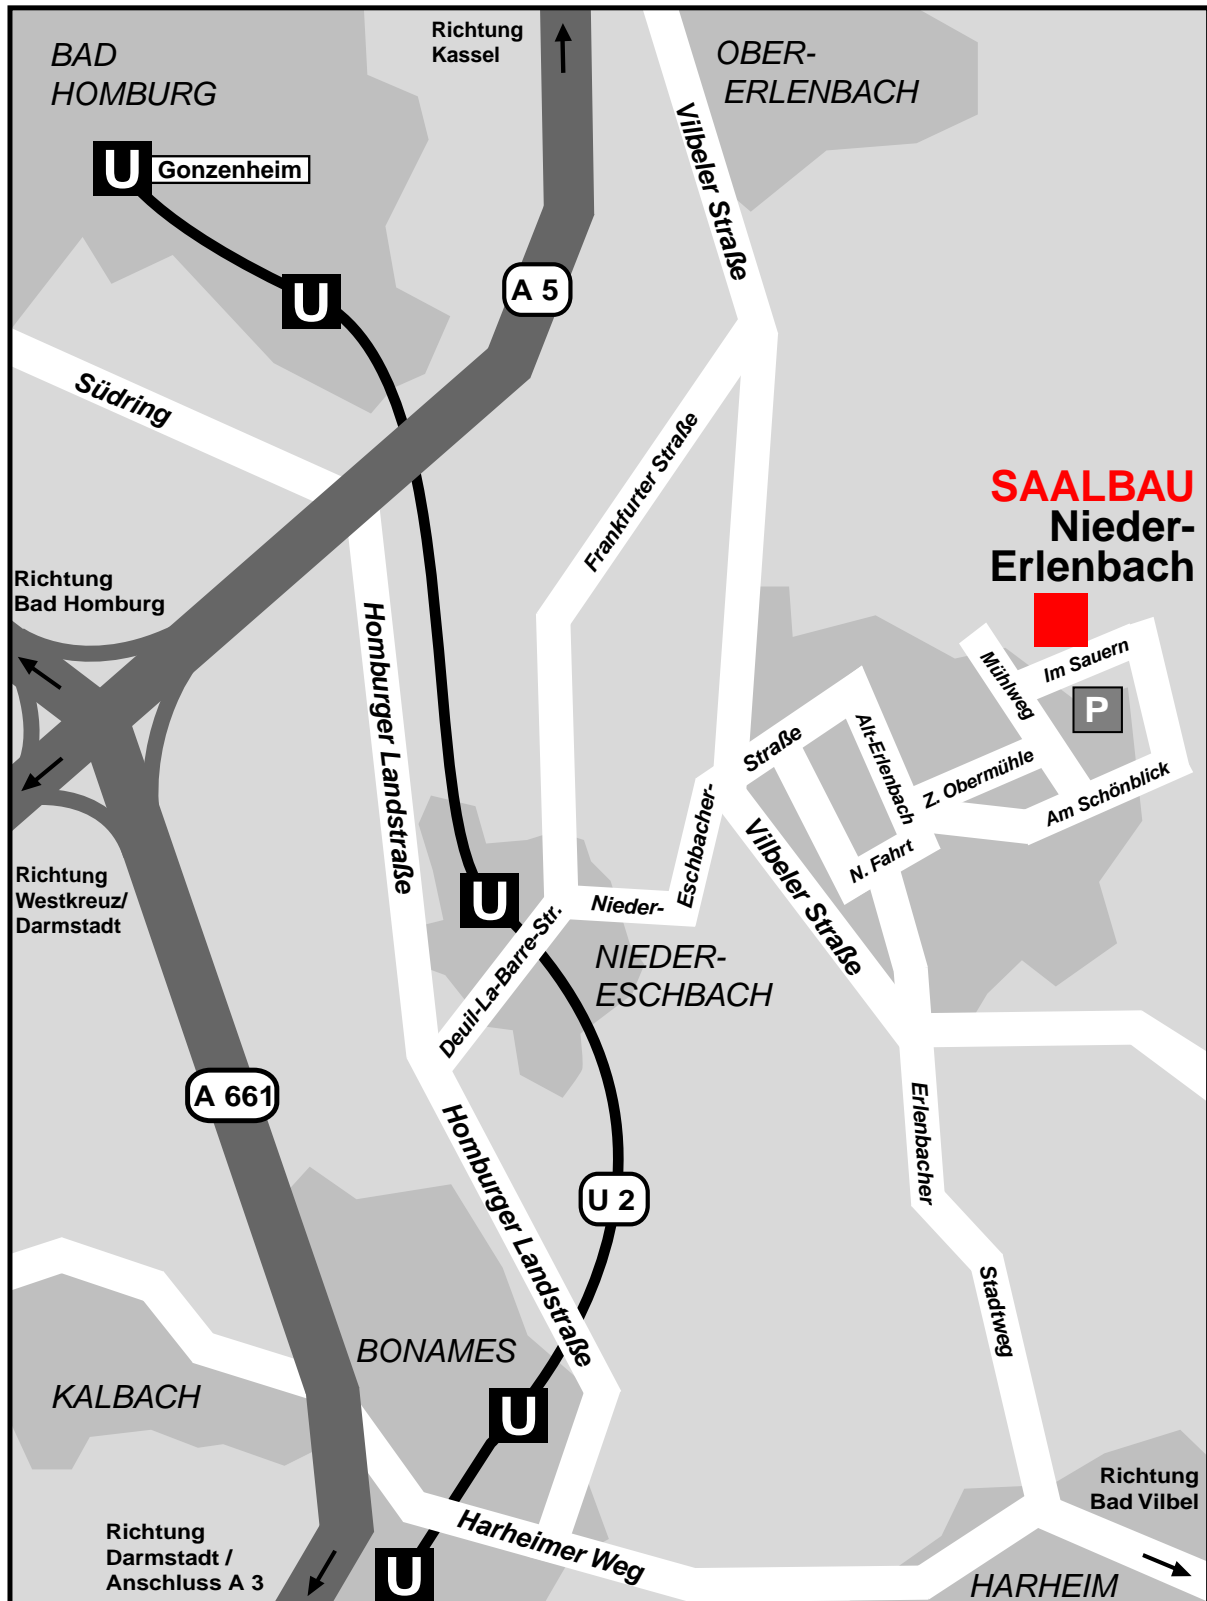 BAD
HOMBURG
Richtung
Kassel
OBER-
ERLENBACH
U
Gonzenheim
Vilbeler Straße
U
A 5
Südring
Frankfurter Straße
SAALBAU
Nieder-
Erlenbach
Richtung
Bad Homburg
Homburger Landstraße
Mühlweg
Im Sauern
P
Straße
Alt-Erlenbach
Z. Obermühle
Am Schönblick
Eschbacher-
Vilbeler Straße
N. Fahrt
Richtung
Westkreuz/
Darmstadt
U
Nieder-
Deuil-La-Barre-Str.
NIEDER-
ESCHBACH
A 661
Homburger Landstraße
Erlenbacher
U 2
Stadtweg
BONAMES
KALBACH
U
Richtung
Bad Vilbel
Harheimer Weg
Richtung
Darmstadt /
Anschluss A 3
U
HARHEIM